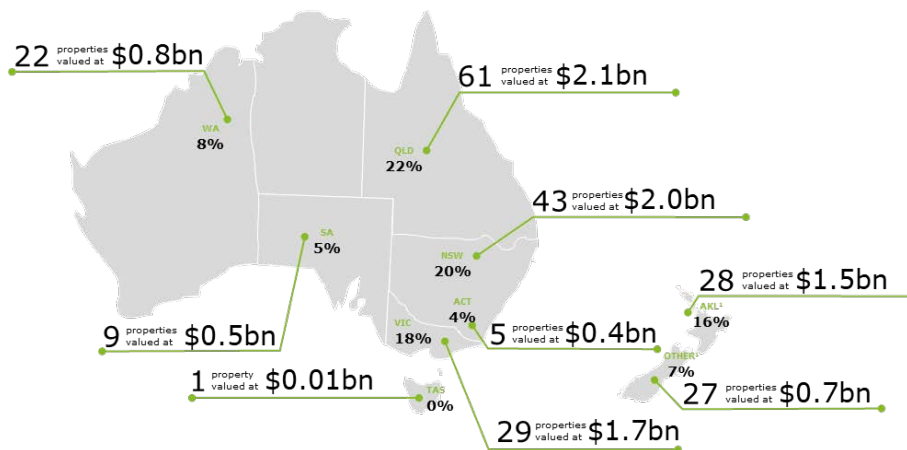 22 properties valued at $0.8bn
61 properties valued at $2.1bn
WA
8%
QLD
22%
43 properties valued at $2.0bn
SA
5%
NSW
20%
28 properties valued at $1.5bn
AKL¹
16%
ACT
4%
VIC
18%
9 properties valued at $0.5bn
5 properties valued at $0.4bn
OTHER¹
7%
1 property valued at $0.01bn
TAS
0%
27 properties valued at $0.7bn
29 properties valued at $1.7bn